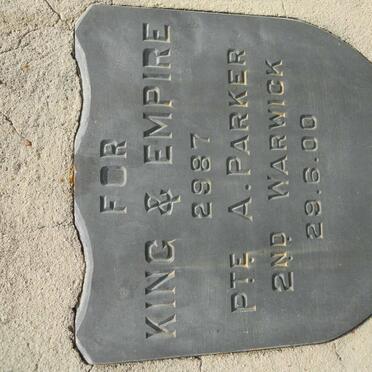 FOR
KING & EMPIRE
2987
PTE A. PARKER
2ND WARWICK
29.6.00